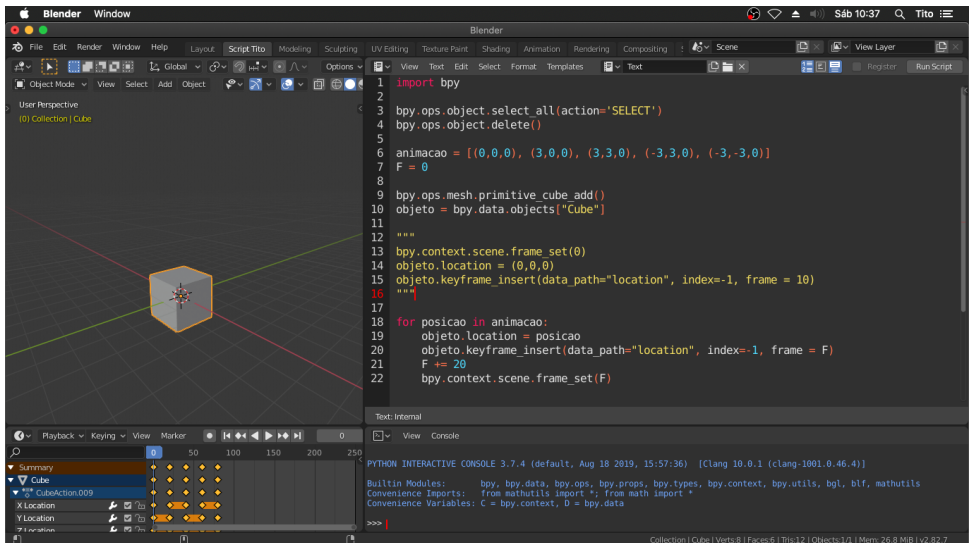 Blender Window Sáb 10:37 Tito
Blender
File Edit Render Window Help Layout Script Tito Modeling Sculpting UV Editing Texture Paint Shading Animation Rendering Compositing Scene View Layer
Global Options View Text Edit Select Format Templates Text Register Run Script
Object Mode View Select Add Object
User Perspective
(0) Collection | Cube
1 import bpy
2
3 bpy.ops.object.select_all(action='SELECT')
4 bpy.ops.object.delete()
5
6 animacao = [(0,0,0), (3,0,0), (3,3,0), (-3,3,0), (-3,-3,0)]
7 F = 0
8
9 bpy.ops.mesh.primitive_cube_add()
10 objeto = bpy.data.objects["Cube"]
11
12 """
13 bpy.context.scene.frame_set(0)
14 objeto.location = (0,0,0)
15 objeto.keyframe_insert(data_path="location", index=-1, frame = 10)
16 """
17
18 for posicao in animacao:
19 objeto.location = posicao
20 objeto.keyframe_insert(data_path="location", index=-1, frame = F)
21 F += 20
22 bpy.context.scene.frame_set(F)
Text: Internal
Playback Keying View Marker 0
0 50 100 150 200 250
Summary
Cube
CubeAction.009
X Location
Y Location
Z Location
View Console
PYTHON INTERACTIVE CONSOLE 3.7.4 (default, Aug 18 2019, 15:57:36) [Clang 10.0.1 (clang-1001.0.46.4)]
Builtin Modules: bpy, bpy.data, bpy.ops, bpy.props, bpy.types, bpy.context, bpy.utils, bgl, blf, mathutils
Convenience Imports: from mathutils import *; from math import *
Convenience Variables: C = bpy.context, D = bpy.data
>>>
Collection | Cube | Verts:8 | Faces:6 | Tris:12 | Objects:1/1 | Mem: 26.8 MiB | v2.82.7